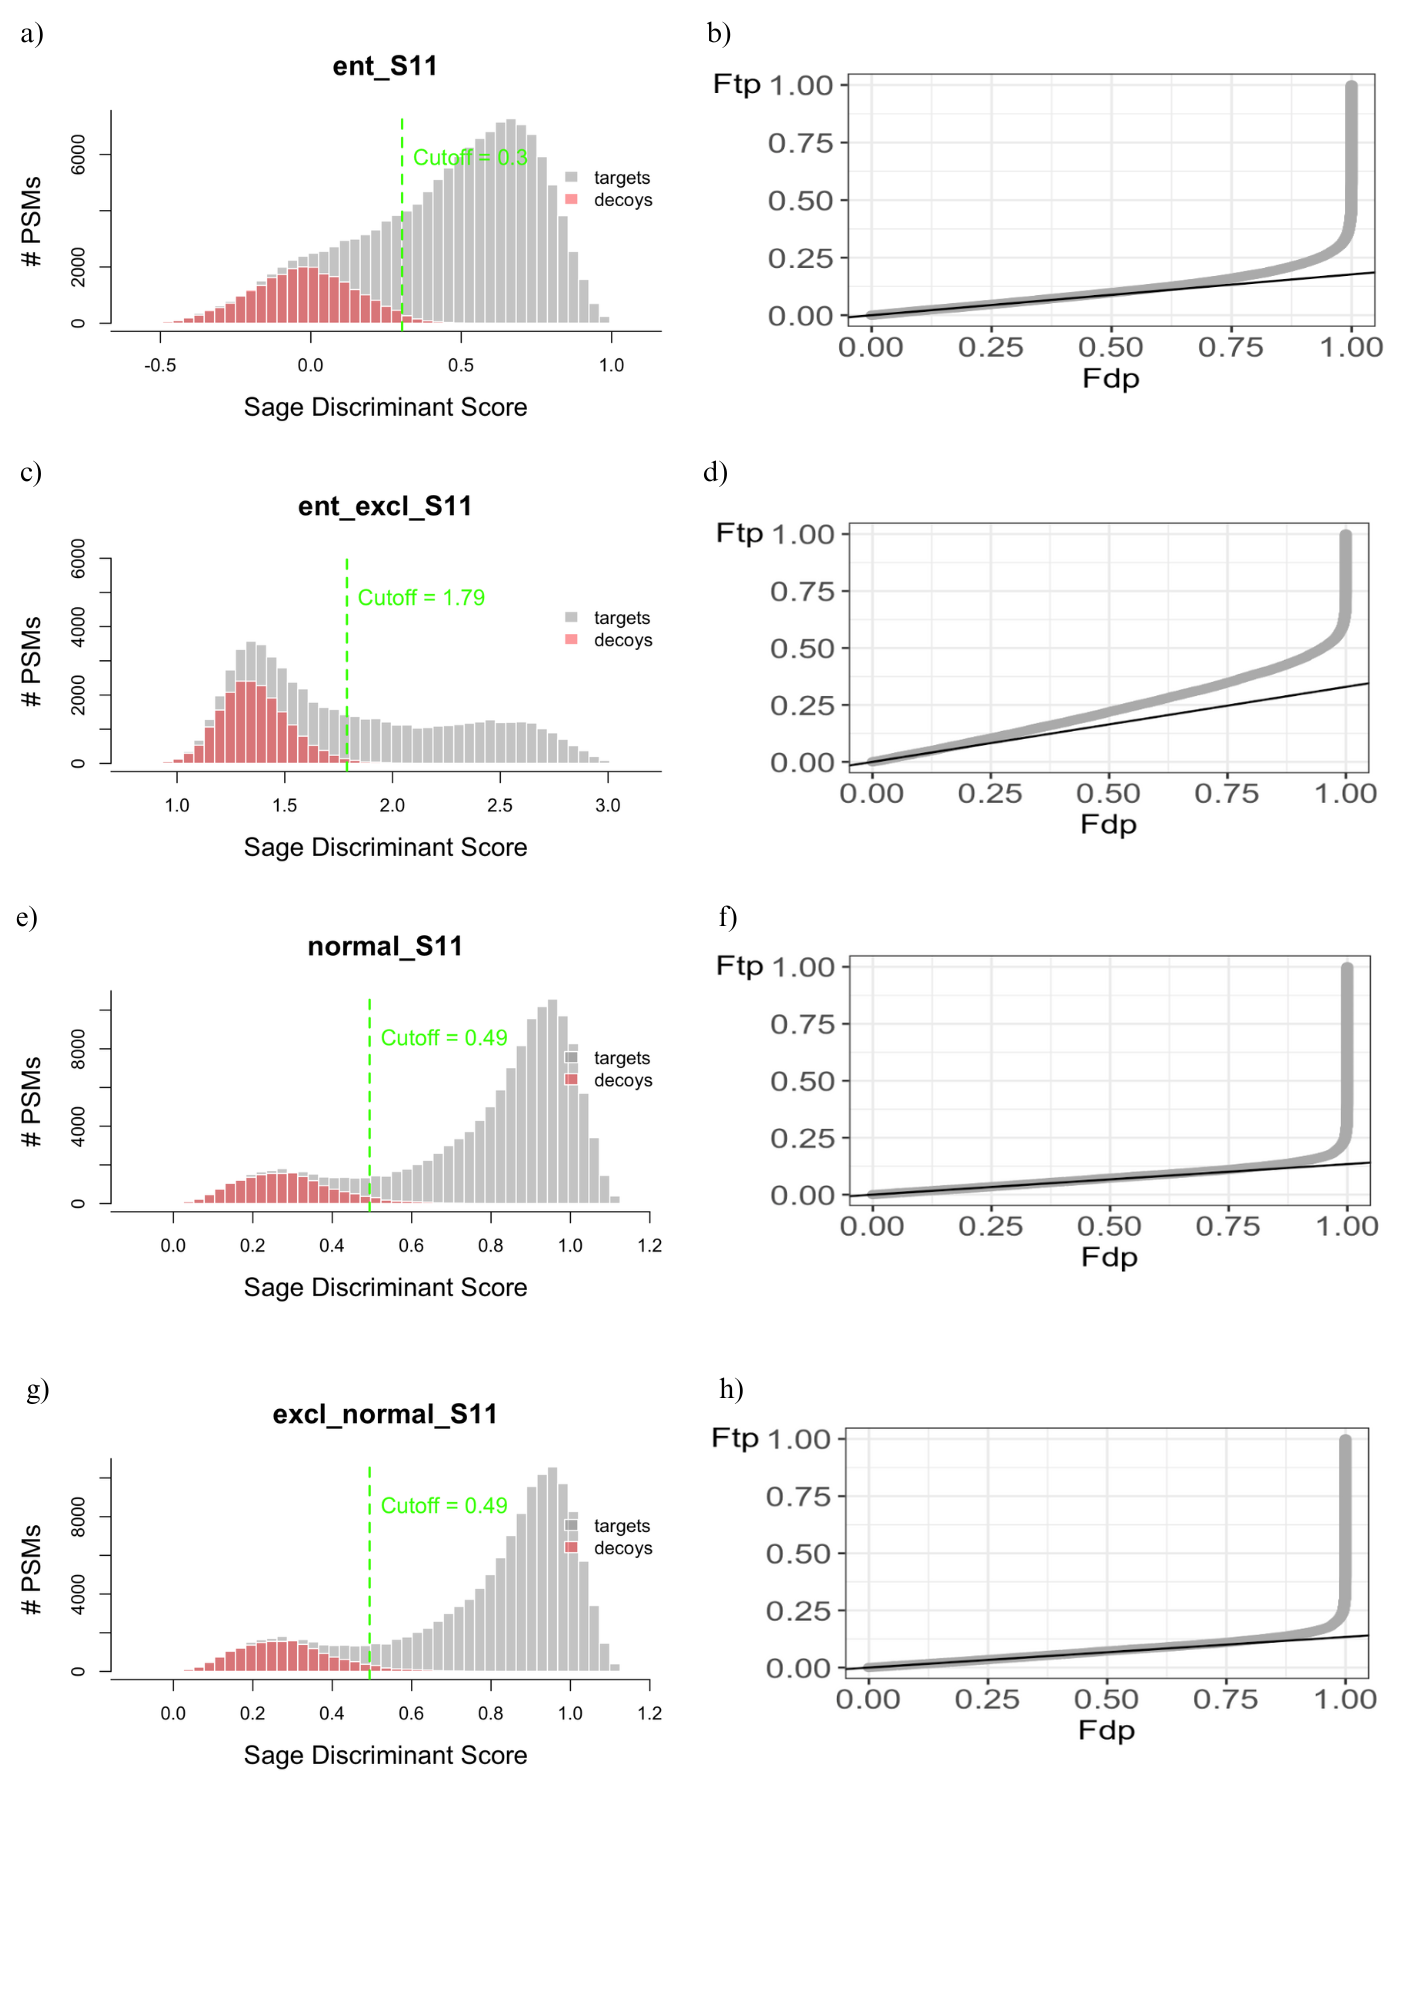 a)
ent_S11
# PSMs
6000
2000
0
Cutoff = 0.3
targets
decoys
-0.5 0.0 0.5 1.0
Sage Discriminant Score
b)
Ftp 1.00
0.75
0.50
0.25
0.00
0.00 0.25 0.50 0.75 1.00
Fdp
c)
ent_excl_S11
# PSMs
6000
4000
2000
0
Cutoff = 1.79
targets
decoys
1.0 1.5 2.0 2.5 3.0
Sage Discriminant Score
d)
Ftp 1.00
0.75
0.50
0.25
0.00
0.00 0.25 0.50 0.75 1.00
Fdp
e)
normal_S11
# PSMs
8000
4000
0
Cutoff = 0.49
targets
decoys
0.0 0.2 0.4 0.6 0.8 1.0 1.2
Sage Discriminant Score
f)
Ftp 1.00
0.75
0.50
0.25
0.00
0.00 0.25 0.50 0.75 1.00
Fdp
g)
excl_normal_S11
# PSMs
8000
4000
0
Cutoff = 0.49
targets
decoys
0.0 0.2 0.4 0.6 0.8 1.0 1.2
Sage Discriminant Score
h)
Ftp 1.00
0.75
0.50
0.25
0.00
0.00 0.25 0.50 0.75 1.00
Fdp